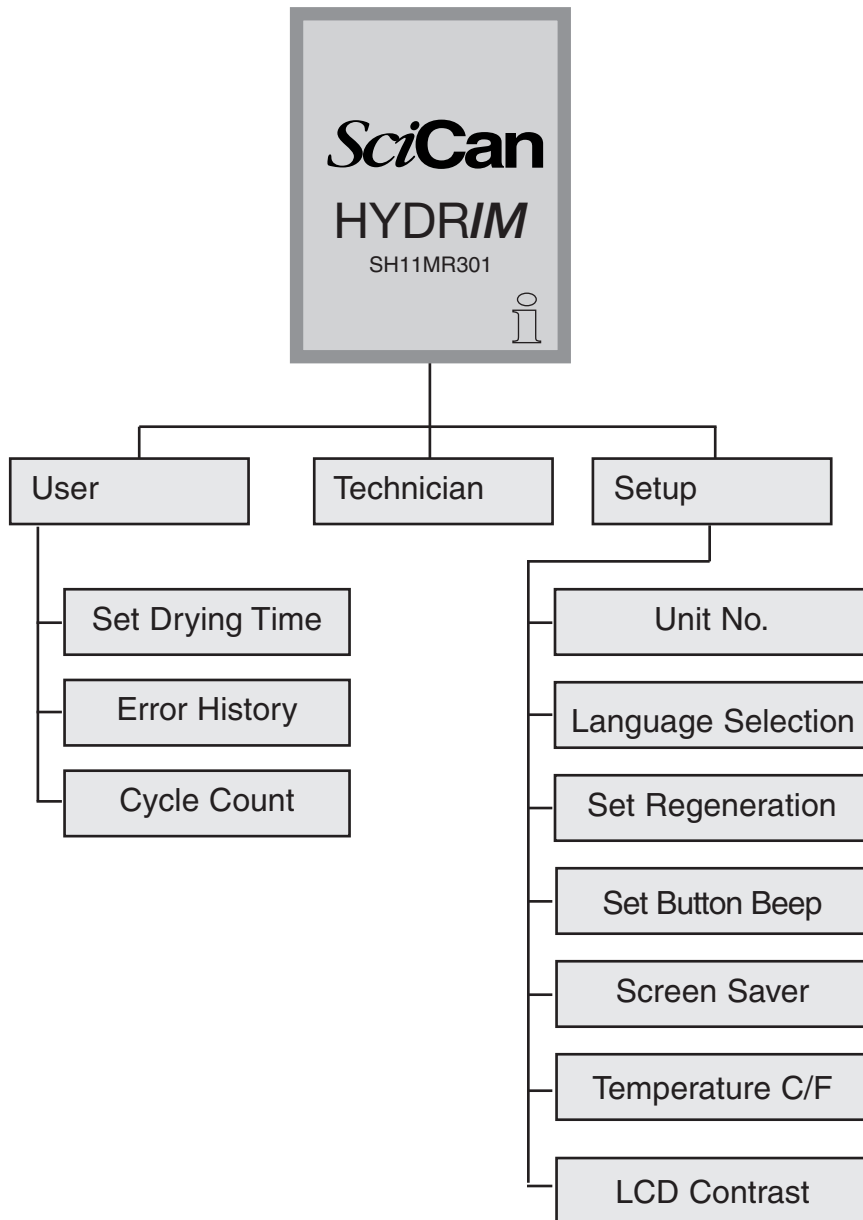 SciCan
HYDRIM
SH11MR301
i
User
Technician
Setup
Set Drying Time
Error History
Cycle Count
Unit No.
Language Selection
Set Regeneration
Set Button Beep
Screen Saver
Temperature C/F
LCD Contrast